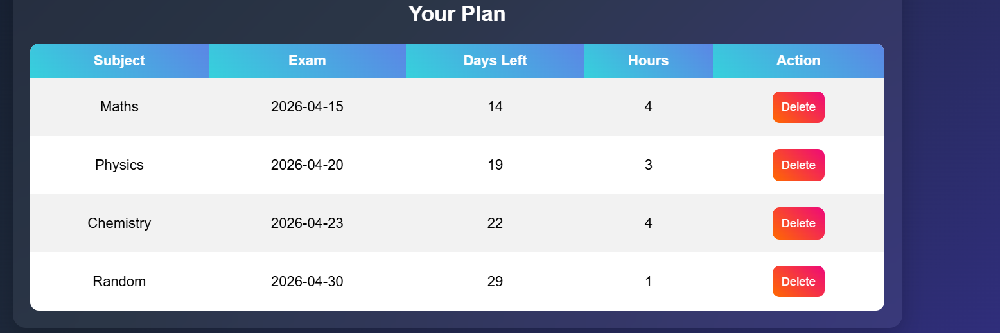 Your Plan
Subject Exam Days Left Hours Action
Maths 2026-04-15 14 4 Delete
Physics 2026-04-20 19 3 Delete
Chemistry 2026-04-23 22 4 Delete
Random 2026-04-30 29 1 Delete